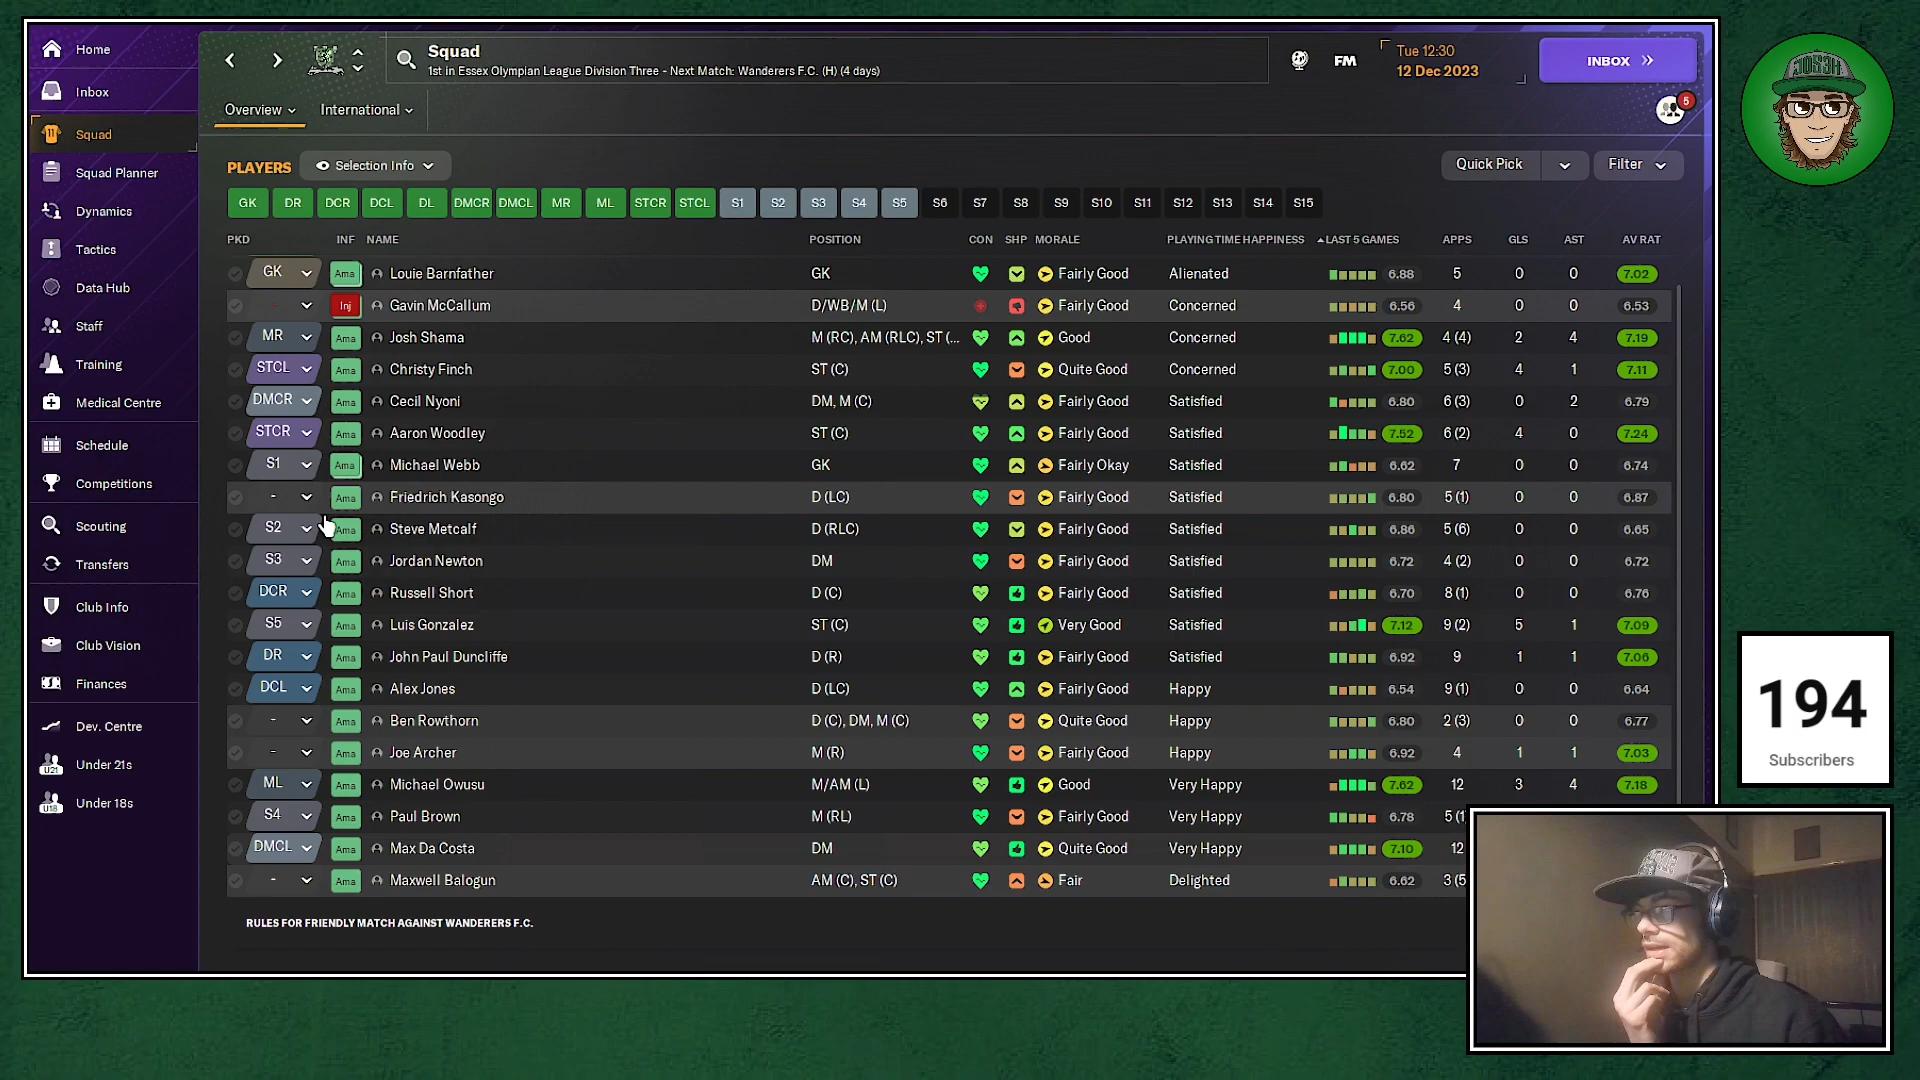 Home
Squad
1st in Essex Olympian League Division Three - Next Match: Wanderers F.C. (H) (4 days)
FM
Tue 12:30
12 Dec 2023
INBOX
JOS3H
Inbox
Overview
International
5
Squad
PLAYERS
Selection Info
Quick Pick
Filter
Squad Planner
GK DR DCR DCL DL DMCR DMCL MR ML STCR STCL S1 S2 S3 S4 S5 S6 S7 S8 S9 S10 S11 S12 S13 S14 S15
Dynamics
PKD INF NAME POSITION CON SHP MORALE PLAYING TIME HAPPINESS LAST 5 GAMES APPS GLS AST AV RAT
Tactics
GK Ama Louie Barnfather GK Fairly Good Alienated 6.88 5 0 0 7.02
Data Hub
- Inj Gavin McCallum D/WB/M (L) Fairly Good Concerned 6.56 4 0 0 6.53
Staff
MR Ama Josh Shama M (RC), AM (RLC), ST (... Good Concerned 7.62 4 (4) 2 4 7.19
Training
STCL Ama Christy Finch ST (C) Quite Good Concerned 7.00 5 (3) 4 1 7.11
Medical Centre
DMCR Ama Cecil Nyoni DM, M (C) Fairly Good Satisfied 6.80 6 (3) 0 2 6.79
STCR Ama Aaron Woodley ST (C) Fairly Good Satisfied 7.52 6 (2) 4 0 7.24
Schedule
S1 Ama Michael Webb GK Fairly Okay Satisfied 6.62 7 0 0 6.74
Competitions
- Ama Friedrich Kasongo D (LC) Fairly Good Satisfied 6.80 5 (1) 0 0 6.87
Scouting
S2 Ama Steve Metcalf D (RLC) Fairly Good Satisfied 6.86 5 (6) 0 0 6.65
Transfers
S3 Ama Jordan Newton DM Fairly Good Satisfied 6.72 4 (2) 0 0 6.72
DCR Ama Russell Short D (C) Fairly Good Satisfied 6.70 8 (1) 0 0 6.76
Club Info
S5 Ama Luis Gonzalez ST (C) Very Good Satisfied 7.12 9 (2) 5 1 7.09
Club Vision
DR Ama John Paul Duncliffe D (R) Fairly Good Satisfied 6.92 9 1 1 7.06
Finances
DCL Ama Alex Jones D (LC) Fairly Good Happy 6.54 9 (1) 0 0 6.64
Dev. Centre
- Ama Ben Rowthorn D (C), DM, M (C) Quite Good Happy 6.80 2 (3) 0 0 6.77
Under 21s
- Ama Joe Archer M (R) Fairly Good Happy 6.92 4 1 1 7.03
ML Ama Michael Owusu M/AM (L) Good Very Happy 7.62 12 3 4 7.18
Under 18s
S4 Ama Paul Brown M (RL) Fairly Good Very Happy 6.78 5 (1
DMCL Ama Max Da Costa DM Quite Good Very Happy 7.10 12
- Ama Maxwell Balogun AM (C), ST (C) Fair Delighted 6.62 3 (5
RULES FOR FRIENDLY MATCH AGAINST WANDERERS F.C.
194
Subscribers